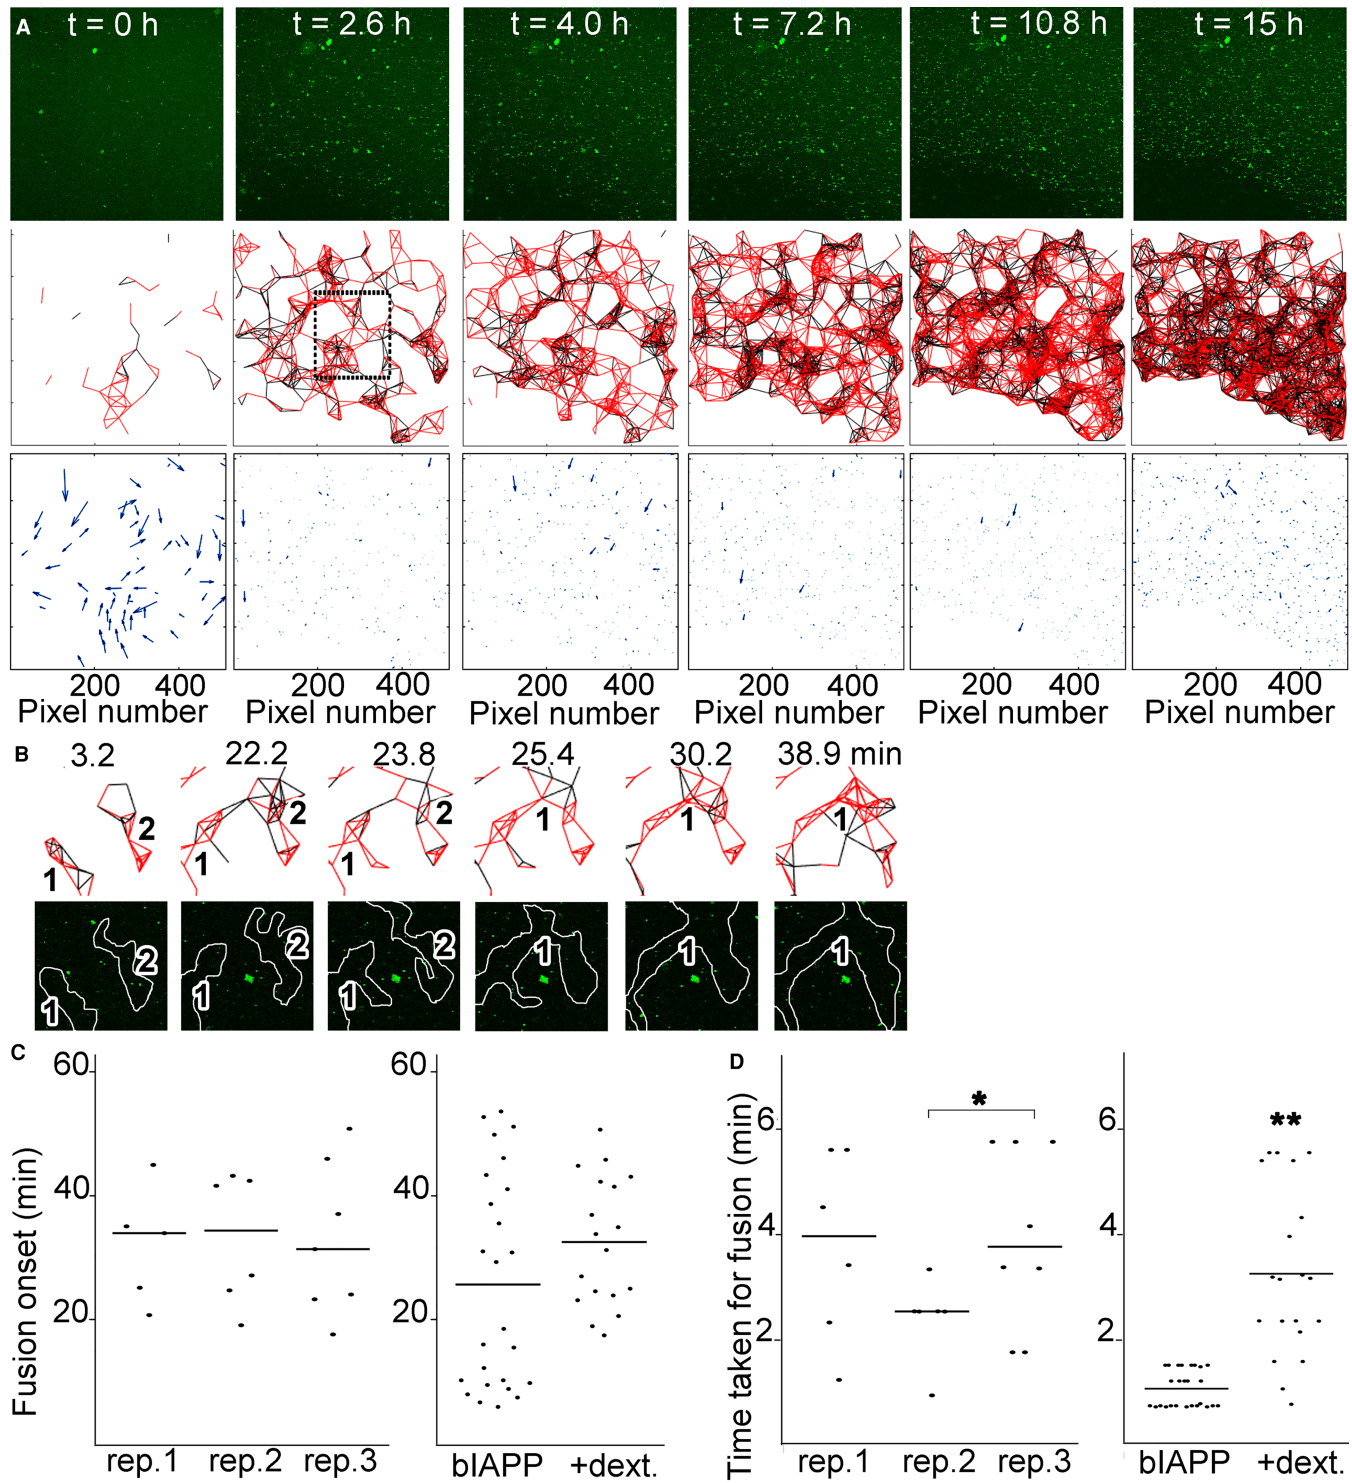 A
t = 0 h
t = 2.6 h
t = 4.0 h
t = 7.2 h
t = 10.8 h
t = 15 h
200 400
200 400
200 400
200 400
200 400
200 400
Pixel number
Pixel number
Pixel number
Pixel number
Pixel number
Pixel number
B
3.2
22.2
23.8
25.4
30.2
38.9 min
1 2
1 2
1 2
1
1
1
1 2
1 2
1 2
1
1
1
C
Fusion onset (min)
60
40
20
rep.1 rep.2 rep.3
60
40
20
bIAPP +dext.
D
Time taken for fusion (min)
6
4
2
*
rep.1 rep.2 rep.3
6
4
2
**
bIAPP +dext.